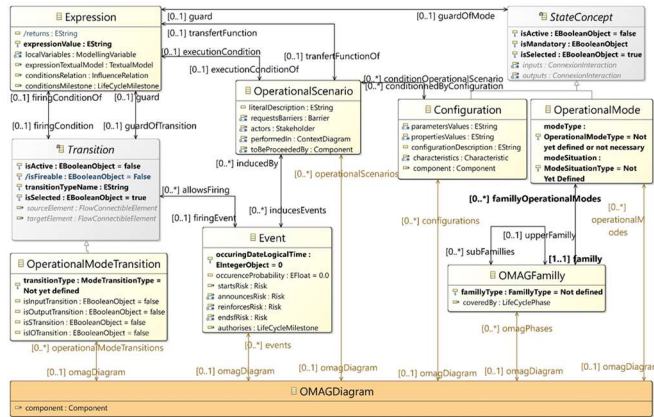 Expression
/returns : EString
expressionValue : EString
localVariables : ModellingVariable
expressionTextualModel : TextualModel
conditionsRelation : InfluenceRelation
conditionsMilestone : LifeCycleMilestone
[0..1] guard
[0..1] guardOfMode
[0..1] transfertFunction
[0..1] executionCondition
[0..1] tranfertFunctionOf
[0..1] executionConditionOf
[0..*] conditionOperationalScenario
[0..*] conditionnedByConfiguration
StateConcept
isActive : EBooleanObject = false
isMandatory : EBooleanObject
isSelected : EBooleanObject = true
inputs : ConnexionInteraction
outputs : ConnexionInteraction
[0..1] firingConditionOf
[0..1] guard
[0..1] firingCondition
[0..1] guardOfTransition
OperationalScenario
literalDescription : EString
requestsBarriers : Barrier
actors : Stakeholder
performedIn : ContextDiagram
toBeProceededBy : Component
Configuration
parametersValues : EString
propertiesValues : EString
configurationDescription : EString
characteristics : Characteristic
component : Component
OperationalMode
modeType :
OperationalModeType = Not
yet defined or not necessary
modeSituation :
ModeSituationType = Not
Yet Defined
Transition
isActive : EBooleanObject = false
/isFireable : EBooleanObject = False
transitionTypeName : EString
isSelected : EBooleanObject = true
sourceElement : FlowConnectibleElement
targetElement : FlowConnectibleElement
[0..*] inducedBy
[0..*] operationalScenarios
[0..*] allowsFiring
[0..1] firingEvent
[0..*] inducesEvents
[0..*] configurations
[0..*] famillyOperationalModes
[0..*]
operationalM
odes
[0..1] upperFamilly
[0..*] subFamillies
[1..1] familly
Event
occuringDateLogicalTime :
EIntegerObject = 0
occurenceProbability : EFloat = 0.0
startsRisk : Risk
announcesRisk : Risk
reinforcesRisk : Risk
endsfRisk : Risk
authorises : LifeCycleMilestone
OperationalModeTransition
transitionType : ModeTransitionType =
Not yet defined
isInputTransition : EBooleanObject = false
isOutputTransition : EBooleanObject = false
isSTransition : EBooleanObject = false
isIOTransition : EBooleanObject = false
OMAGFamilly
famillyType : FamillyType = Not defined
coveredBy : LifeCyclePhase
[0..*] operationalModeTransitions
[0..*] events
[0..*] omagPhases
[0..1] omagDiagram
[0..1] omagDiagram
[0..1] omagDiagram
[0..1] omagDiagram
[0..1] omagDiagram
[0..1] omagDiagram
OMAGDiagram
component : Component